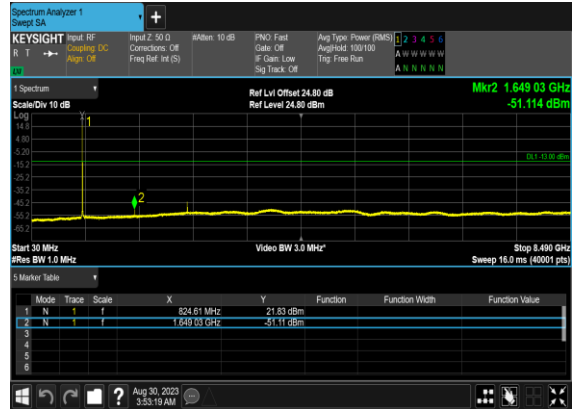 Spectrum Analyzer 1
Swept SA
+
KEYSIGHT Input: RF Input Z: 50 Ω #Atten: 10 dB PNO: Fast Avg Type: Power (RMS) 1 2 3 4 5 6
R T Coupling: DC Corrections: Off Gate: Off Avg|Hold: 100/100 A W W W W W
Align: Off Freq Ref: Int (S) IF Gain: Low Trig: Free Run
Sig Track: Off A N N N N N
1 Spectrum Ref Lvl Offset 24.80 dB Mkr2 1.649 03 GHz
Scale/Div 10 dB Ref Level 24.80 dBm -51.114 dBm
Log
14.8 1
4.80
-5.20
-15.2 DL1 -13.00 dBm
-25.2
-35.2
-45.2 2
-55.2
-65.2
Start 30 MHz Video BW 3.0 MHz* Stop 8.490 GHz
#Res BW 1.0 MHz Sweep 16.0 ms (40001 pts)
5 Marker Table
Mode Trace Scale X Y Function Function Width Function Value
1 N 1 f 824.61 MHz 21.83 dBm
2 N 1 f 1.649 03 GHz -51.11 dBm
3
4
5
6
? Aug 30, 2023
3:53:19 AM